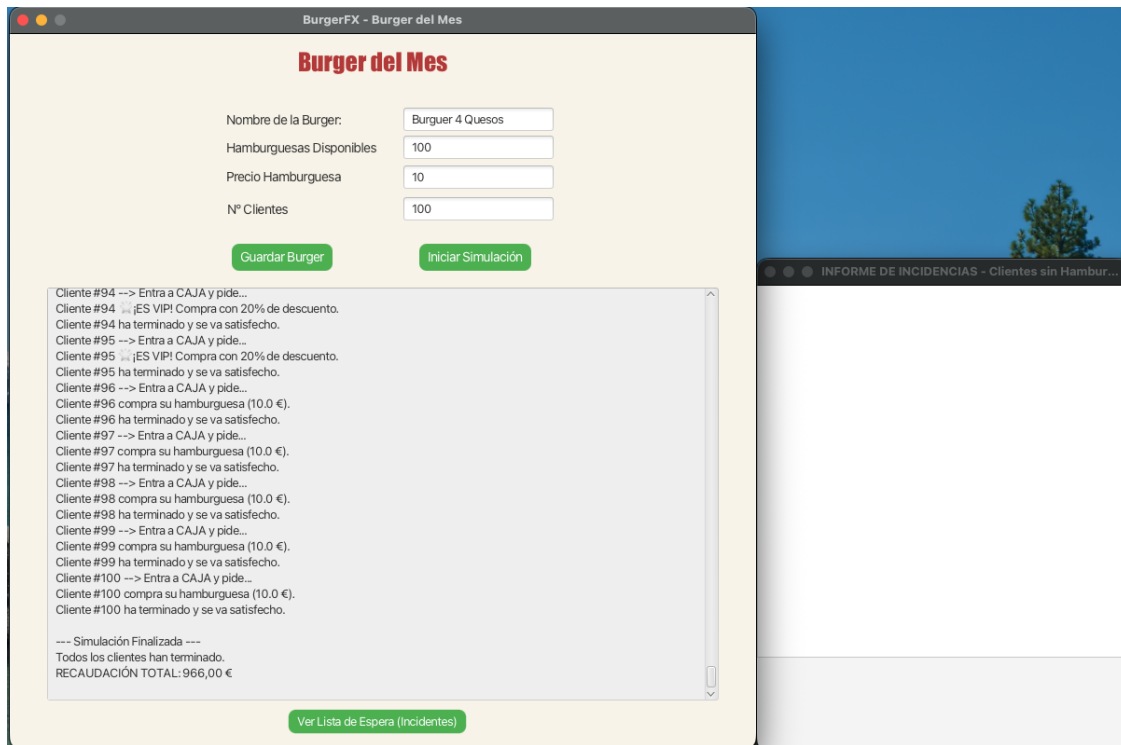 BurgerFX - Burger del Mes
Burger del Mes
Nombre de la Burger:
Burguer 4 Quesos
Hamburguesas Disponibles
100
Precio Hamburguesa
10
Nº Clientes
100
Guardar Burger
Iniciar Simulación
INFORME DE INCIDENCIAS - Clientes sin Hambur...
Cliente #94 --> Entra a CAJA y pide...
Cliente #94 ¡ES VIP! Compra con 20% de descuento.
Cliente #94 ha terminado y se va satisfecho.
Cliente #95 --> Entra a CAJA y pide...
Cliente #95 ¡ES VIP! Compra con 20% de descuento.
Cliente #95 ha terminado y se va satisfecho.
Cliente #96 --> Entra a CAJA y pide...
Cliente #96 compra su hamburguesa (10.0 €).
Cliente #96 ha terminado y se va satisfecho.
Cliente #97 --> Entra a CAJA y pide...
Cliente #97 compra su hamburguesa (10.0 €).
Cliente #97 ha terminado y se va satisfecho.
Cliente #98 --> Entra a CAJA y pide...
Cliente #98 compra su hamburguesa (10.0 €).
Cliente #98 ha terminado y se va satisfecho.
Cliente #99 --> Entra a CAJA y pide...
Cliente #99 compra su hamburguesa (10.0 €).
Cliente #99 ha terminado y se va satisfecho.
Cliente #100 --> Entra a CAJA y pide...
Cliente #100 compra su hamburguesa (10.0 €).
Cliente #100 ha terminado y se va satisfecho.
--- Simulación Finalizada ---
Todos los clientes han terminado.
RECAUDACIÓN TOTAL: 966,00 €
Ver Lista de Espera (Incidentes)